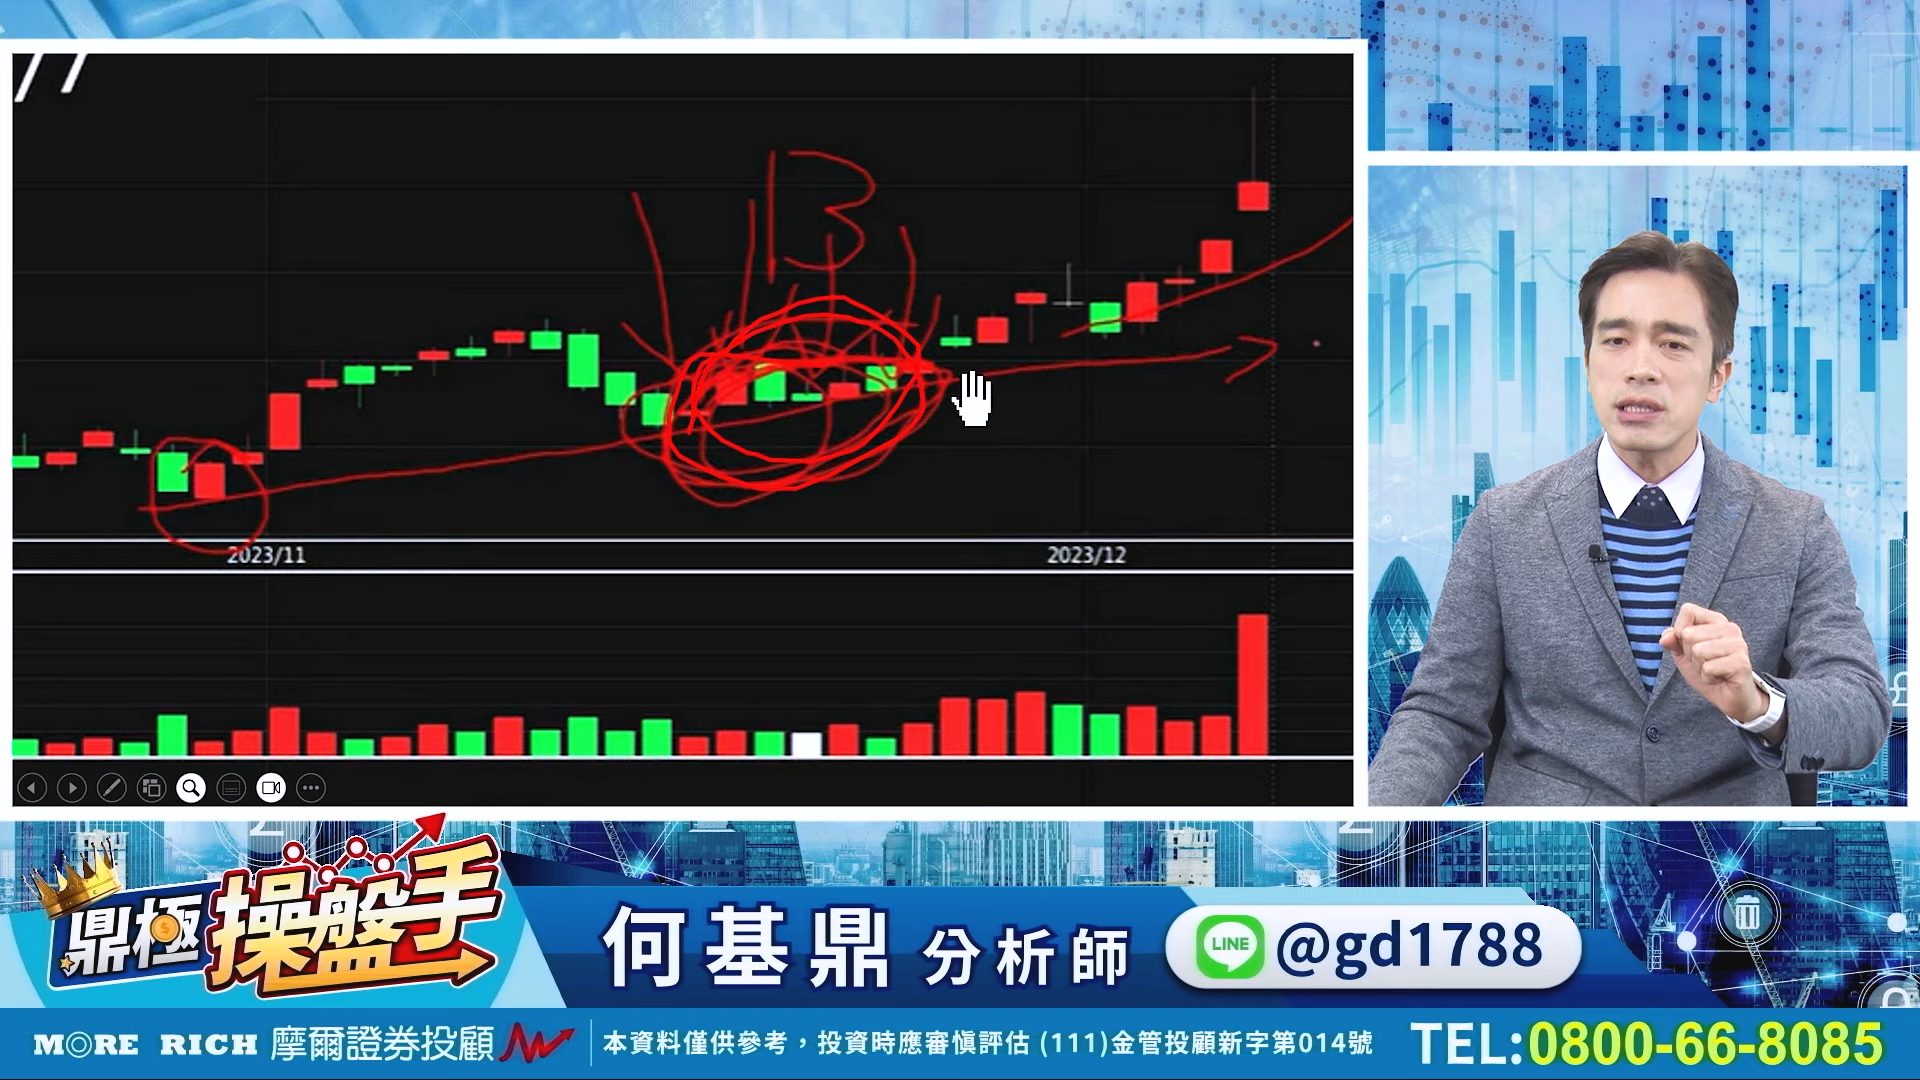 77
13
2023/11
2023/12
鼎極操盤手
何基鼎 分析師
LINE @gd1788
MORE RICH 摩爾證券投顧
本資料僅供參考，投資時應審慎評估 (111)金管投顧新字第014號
TEL:0800-66-8085